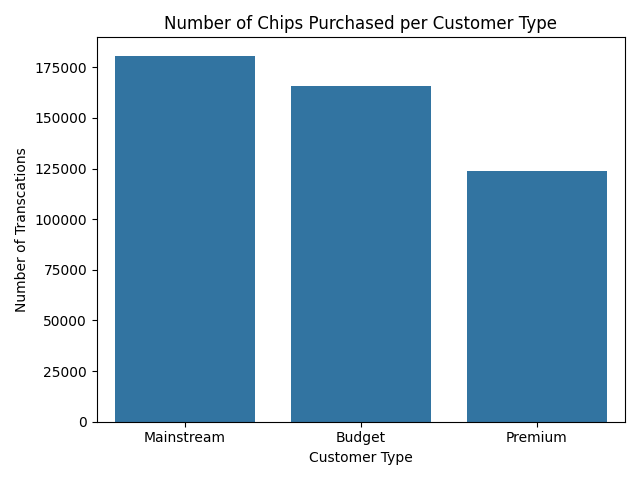 Number of Chips Purchased per Customer Type
Number of Transcations
175000
150000
125000
100000
75000
50000
25000
0
Mainstream Budget Premium
Customer Type